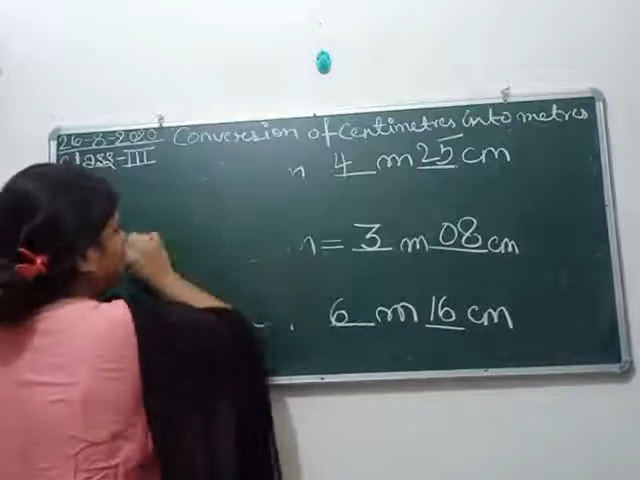 26-8-2020 Conversion of Centimetres into metres
Class-III
4 m 25 cm
= 3 m 08 cm
6 m 16 cm